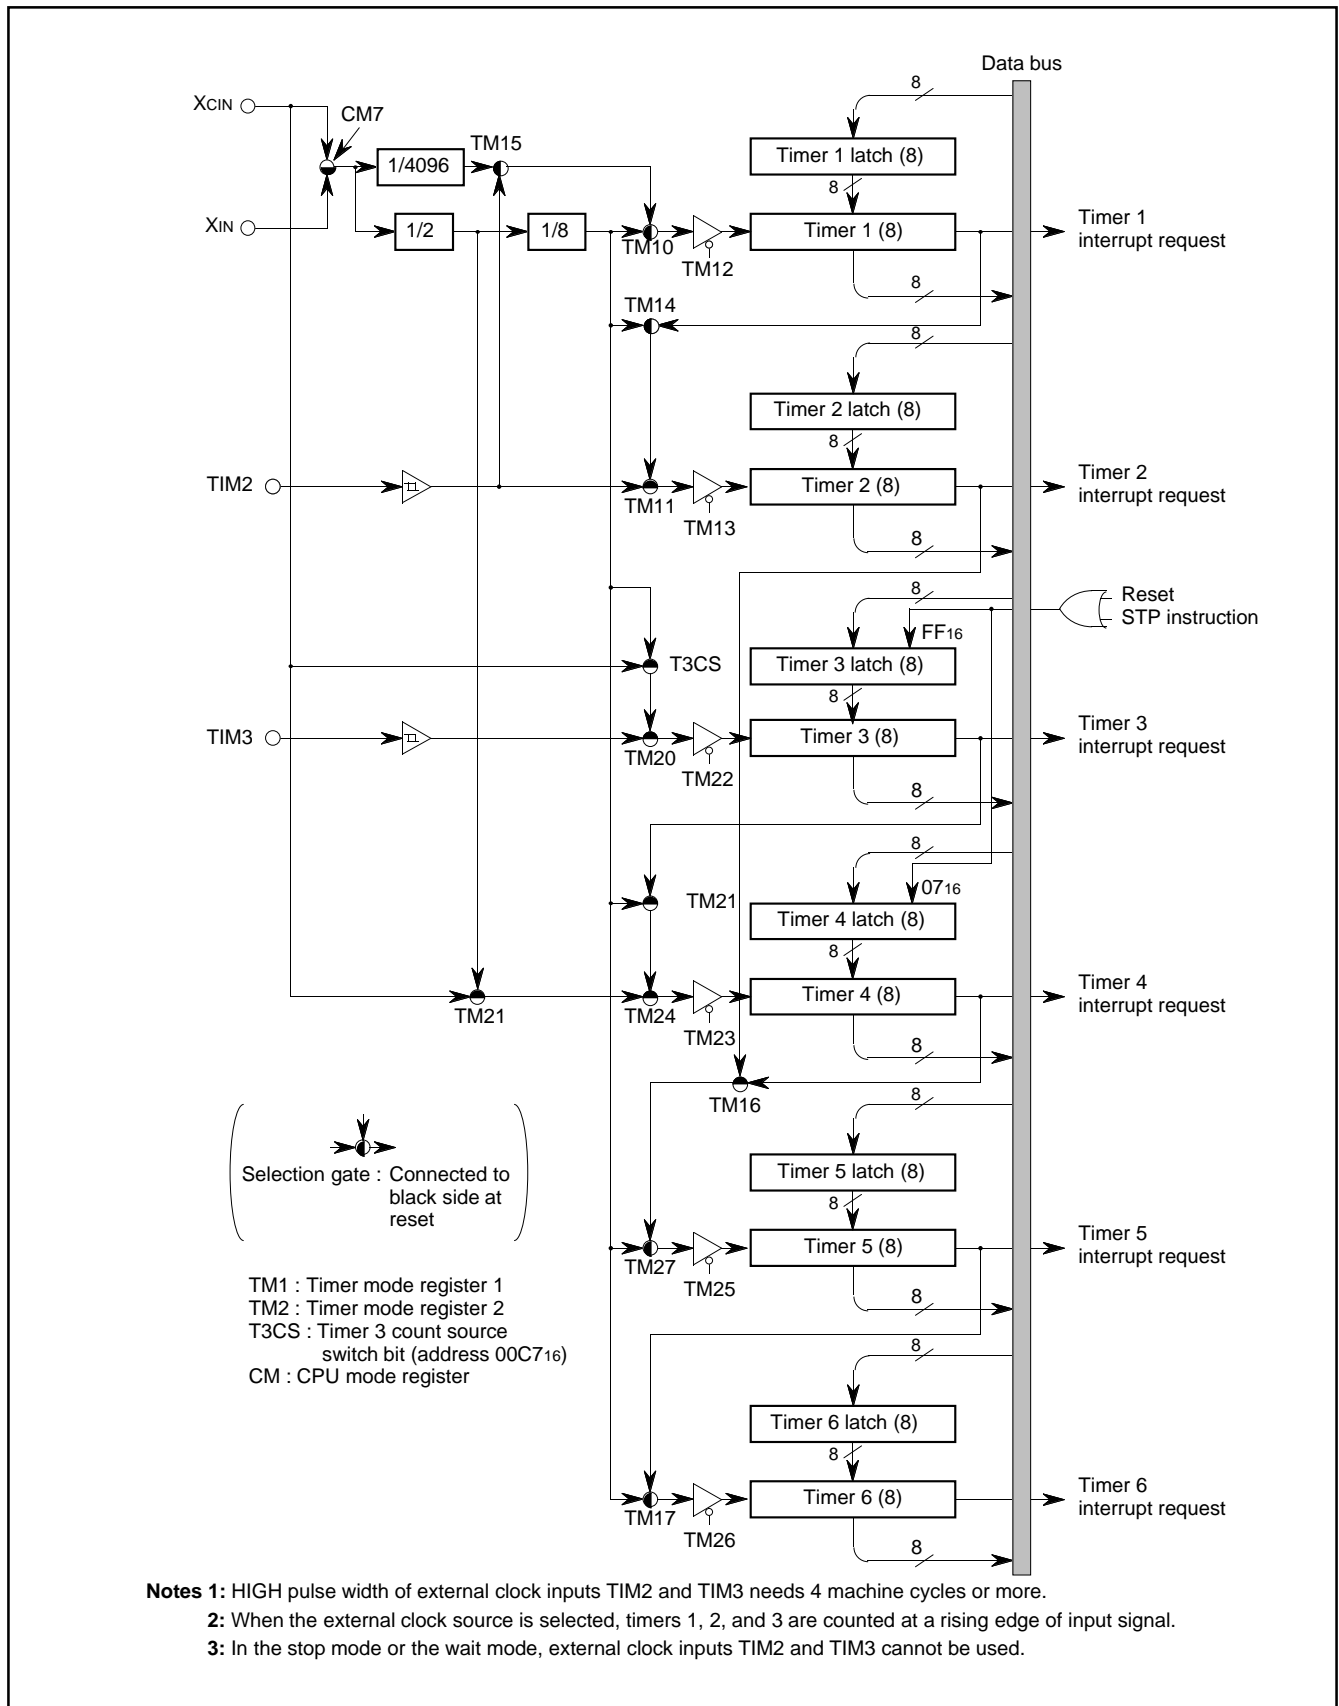 Data bus
XCIN
CM7
TM15
1/4096
8
Timer 1 latch (8)
8
XIN
1/2
1/8
TM10
TM12
Timer 1 (8)
Timer 1
interrupt request
8
TM14
8
Timer 2 latch (8)
8
TIM2
TM11
TM13
Timer 2 (8)
Timer 2
interrupt request
8
8
Reset
STP instruction
FF16
T3CS
Timer 3 latch (8)
8
TIM3
TM20
TM22
Timer 3 (8)
Timer 3
interrupt request
8
8
0716
TM21
Timer 4 latch (8)
8
TM21
TM24
TM23
Timer 4 (8)
Timer 4
interrupt request
8
TM16
8
Selection gate : Connected to
black side at
reset
Timer 5 latch (8)
8
TM27
TM25
Timer 5 (8)
Timer 5
interrupt request
8
TM1 : Timer mode register 1
TM2 : Timer mode register 2
T3CS : Timer 3 count source
switch bit (address 00C716)
CM : CPU mode register
8
Timer 6 latch (8)
8
TM17
TM26
Timer 6 (8)
Timer 6
interrupt request
8
Notes 1: HIGH pulse width of external clock inputs TIM2 and TIM3 needs 4 machine cycles or more.
2: When the external clock source is selected, timers 1, 2, and 3 are counted at a rising edge of input signal.
3: In the stop mode or the wait mode, external clock inputs TIM2 and TIM3 cannot be used.